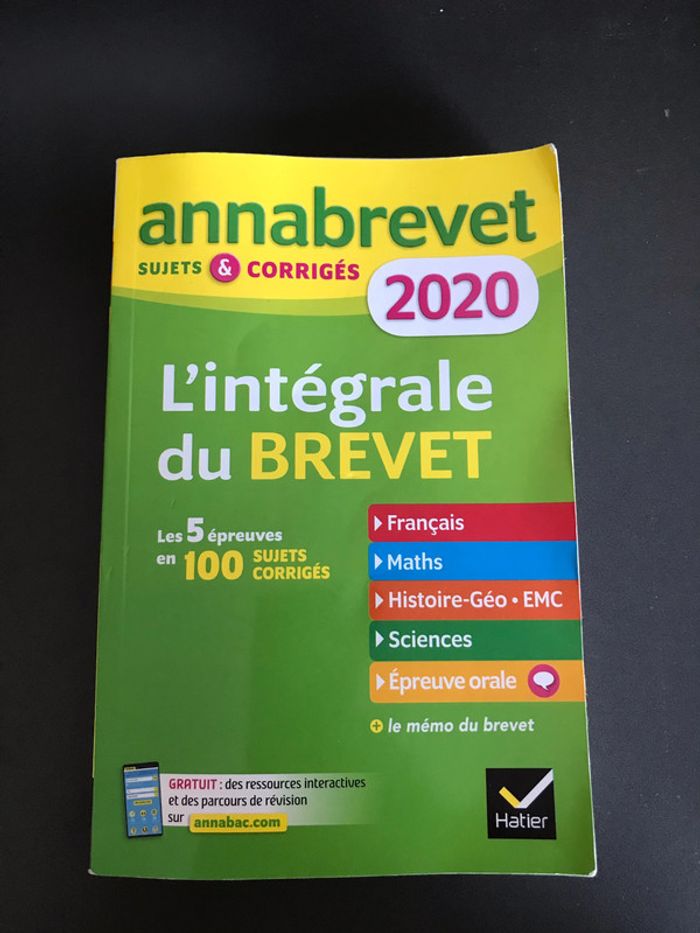 annabrevet
SUJETS & CORRIGÉS
2020
L'intégrale
du BREVET
Les 5 épreuves
en 100 SUJETS
CORRIGÉS
Français
Maths
Histoire-Géo • EMC
Sciences
Épreuve orale
+ le mémo du brevet
GRATUIT : des ressources interactives
et des parcours de révision
sur annabac.com
Hatier